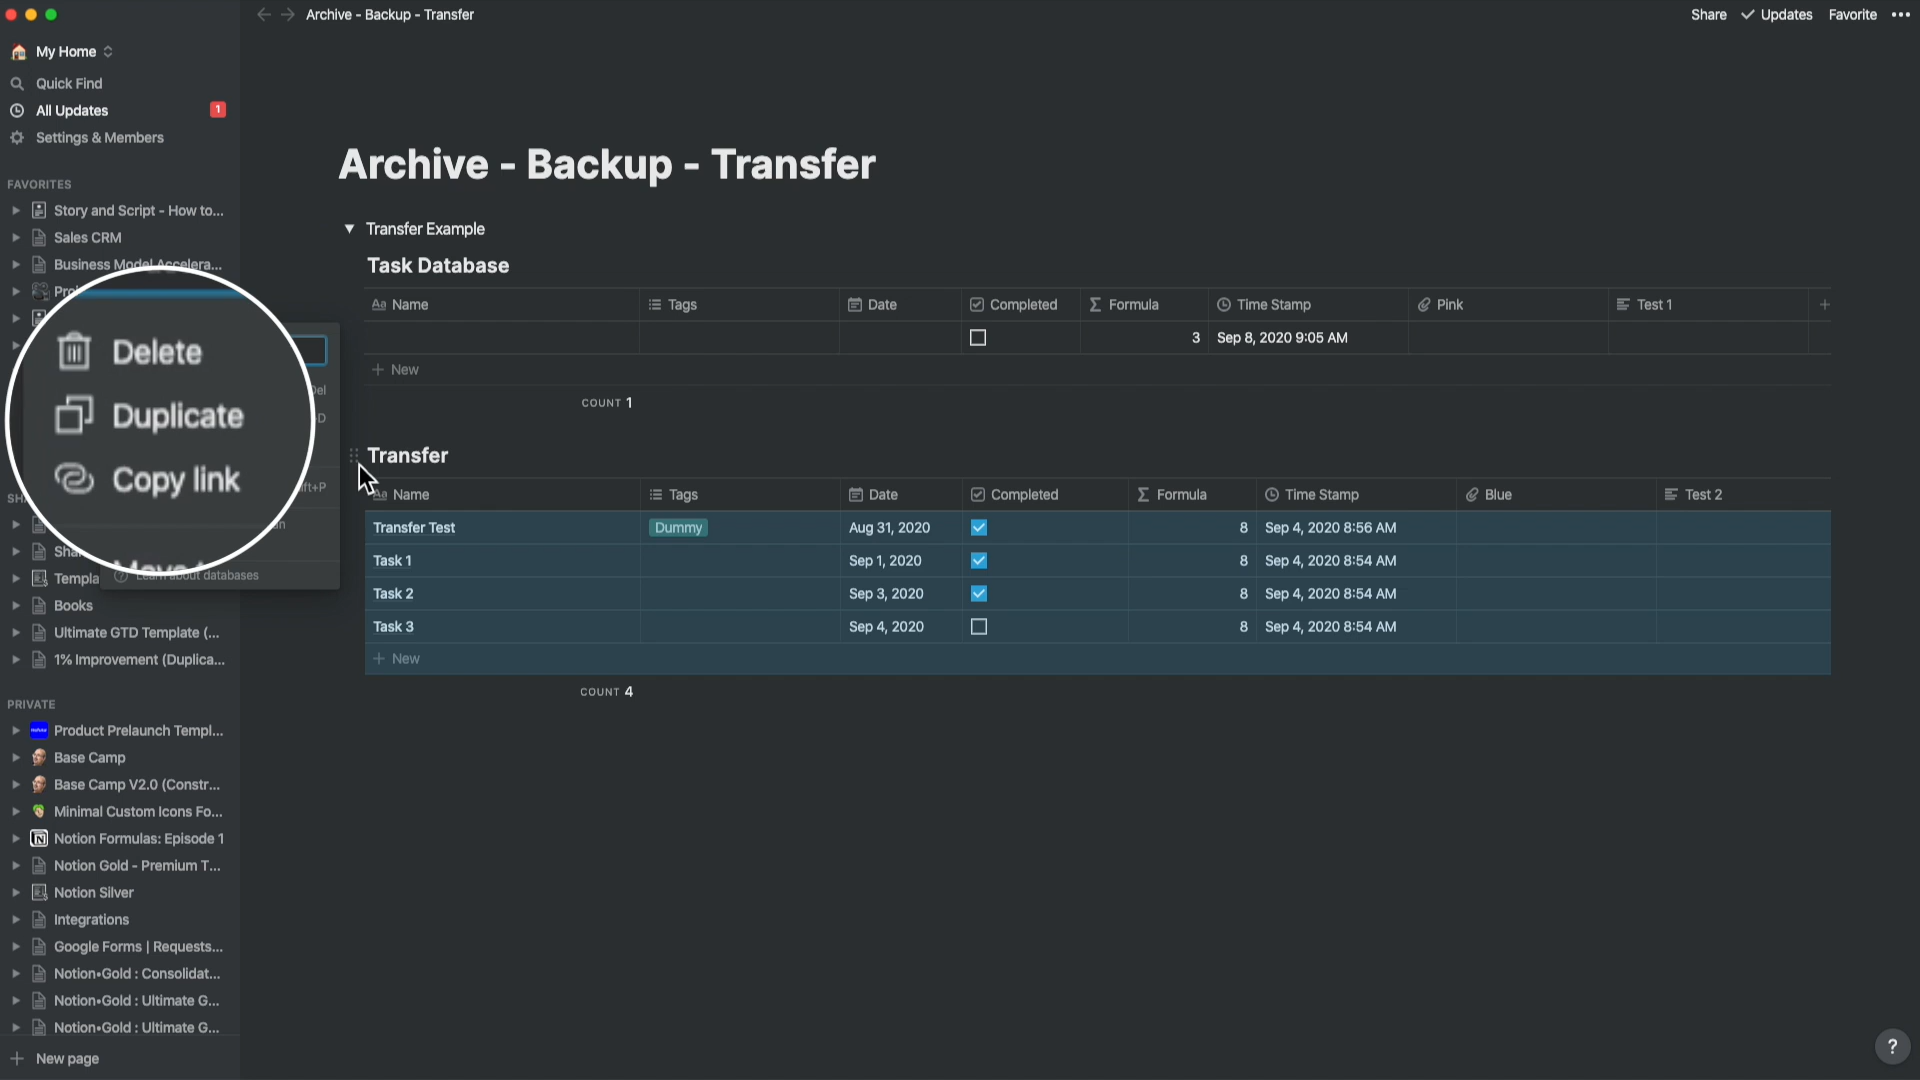 Archive - Backup - Transfer
Share
Updates
Favorite
My Home
Quick Find
All Updates
1
Settings & Members
FAVORITES
Story and Script - How to...
Sales CRM
Business Model Accelera...
Delete
Duplicate
Copy link
Del
D
Learn about databases
Books
Ultimate GTD Template (...
1% Improvement (Duplica...
PRIVATE
Product Prelaunch Templ...
Base Camp
Base Camp V2.0 (Constr...
Minimal Custom Icons Fo...
Notion Formulas: Episode 1
Notion Gold - Premium T...
Notion Silver
Integrations
Google Forms | Requests...
Notion•Gold : Consolidat...
Notion•Gold : Ultimate G...
Notion•Gold : Ultimate G...
New page
Archive - Backup - Transfer
Transfer Example
Task Database
Aa Name Tags Date Completed Formula Time Stamp Pink Test 1
3 Sep 8, 2020 9:05 AM
+ New
COUNT 1
Transfer
Aa Name Tags Date Completed Formula Time Stamp Blue Test 2
Transfer Test Dummy Aug 31, 2020 8 Sep 4, 2020 8:56 AM
Task 1 Sep 1, 2020 8 Sep 4, 2020 8:54 AM
Task 2 Sep 3, 2020 8 Sep 4, 2020 8:54 AM
Task 3 Sep 4, 2020 8 Sep 4, 2020 8:54 AM
+ New
COUNT 4
?